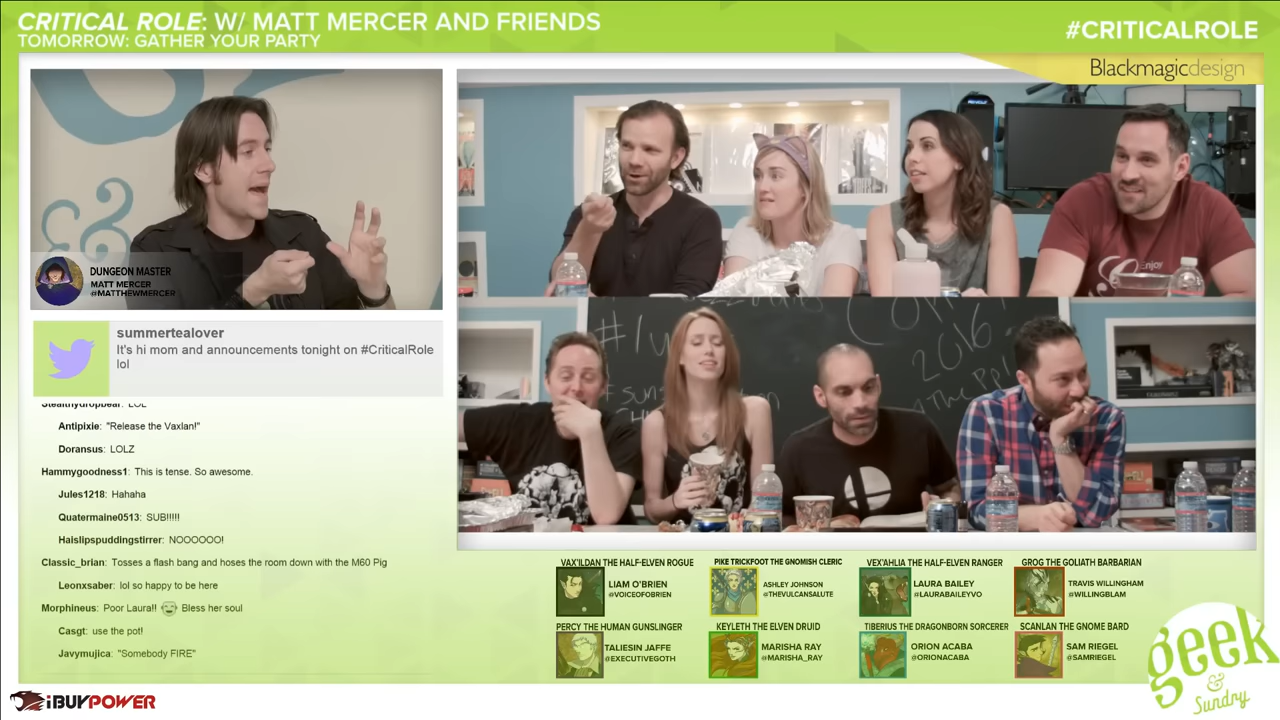 CRITICAL ROLE: W/ MATT MERCER AND FRIENDS
TOMORROW: GATHER YOUR PARTY
#CRITICALROLE
Blackmagicdesign
DUNGEON MASTER
MATT MERCER
@MATTHEWMERCER
summertealover
It's hi mom and announcements tonight on #CriticalRole
lol
Stealthydropbear: LOL
Antipixie: "Release the Vaxlan!"
Doransus: LOLZ
Hammygoodness1: This is tense. So awesome.
Jules1218: Hahaha
Quatermaine0513: SUB!!!!!
Haislipspuddingstirrer: NOOOOOO!
Classic_brian: Tosses a flash bang and hoses the room down with the M60 Pig
Leonxsaber: lol so happy to be here
Morphineus: Poor Laura!! Bless her soul
Casgt: use the pot!
Javymujica: "Somebody FIRE"
Enjoy
2016
VAX'ILDAN THE HALF-ELVEN ROGUE
LIAM O'BRIEN
@VOICEOFOBRIEN
PIKE TRICKFOOT THE GNOMISH CLERIC
ASHLEY JOHNSON
@THEVULCANSALUTE
VEX'AHLIA THE HALF-ELVEN RANGER
LAURA BAILEY
@LAURABAILEYVO
GROG THE GOLIATH BARBARIAN
TRAVIS WILLINGHAM
@WILLINGBLAM
PERCY THE HUMAN GUNSLINGER
TALIESIN JAFFE
@EXECUTIVEGOTH
KEYLETH THE ELVEN DRUID
MARISHA RAY
@MARISHA_RAY
TIBERIUS THE DRAGONBORN SORCERER
ORION ACABA
@ORIONACABA
SCANLAN THE GNOME BARD
SAM RIEGEL
@SAMRIEGEL
geek
&
Sundry
iBUYPOWER